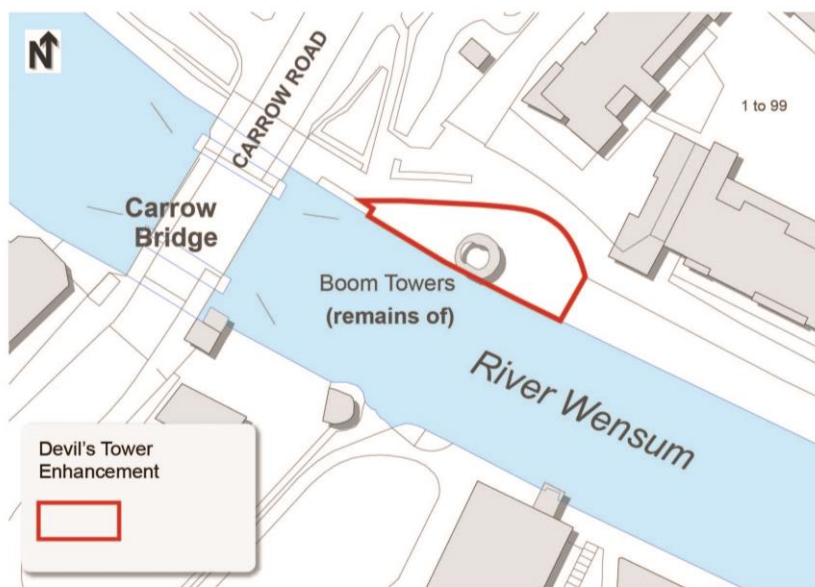 N
CARROW ROAD
1 to 99
Carrow
Bridge
Boom Towers
(remains of)
River Wensum
Devil's Tower
Enhancement